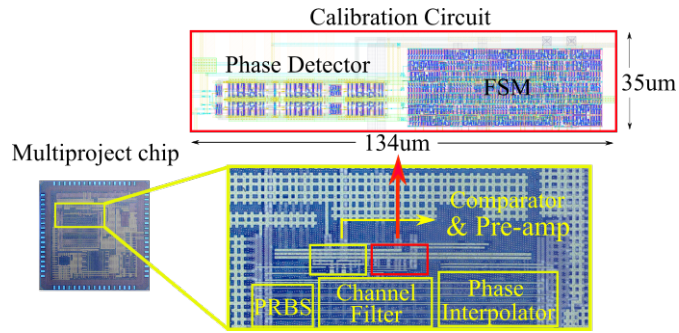 Calibration Circuit
Phase Detector
FSM
35um
134um
Multiproject chip
Comparator
& Pre-amp
PRBS
Channel
Filter
Phase
Interpolator